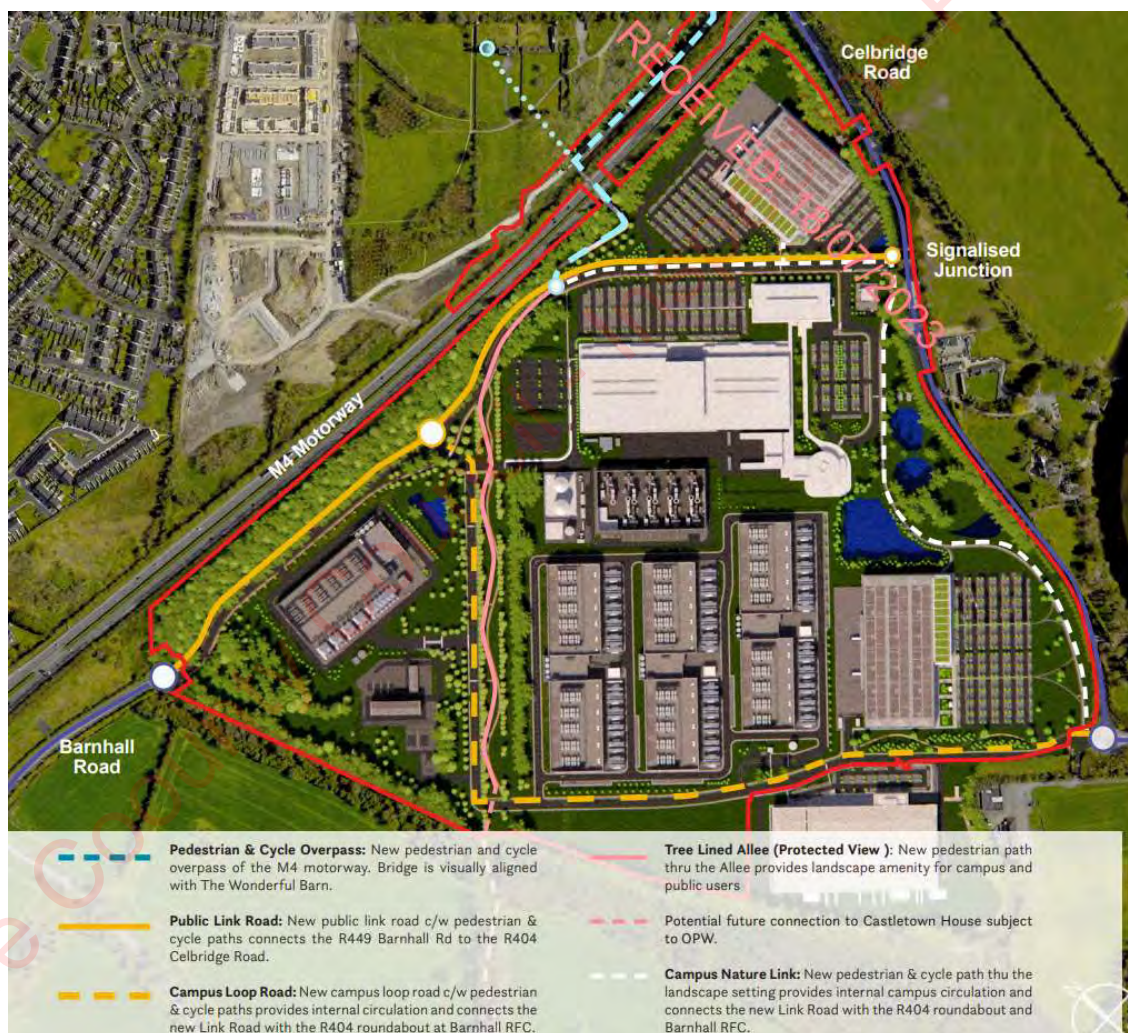 Celbridge
Road
RECEIVED: 18/07/2023
Signalised
Junction
M4 Motorway
Barnhall
Road
Pedestrian & Cycle Overpass: New pedestrian and cycle
overpass of the M4 motorway. Bridge is visually aligned
with The Wonderful Barn.
Public Link Road: New public link road c/w pedestrian &
cycle paths connects the R449 Barnhall Rd to the R404
Celbridge Road.
Campus Loop Road: New campus loop road c/w pedestrian
& cycle paths provides internal circulation and connects the
new Link Road with the R404 roundabout at Barnhall RFC.
Tree Lined Allee (Protected View ): New pedestrian path
thru the Allee provides landscape amenity for campus and
public users
Potential future connection to Castletown House subject
to OPW.
Campus Nature Link: New pedestrian & cycle path thu the
landscape setting provides internal campus circulation and
connects the new Link Road with the R404 roundabout and
Barnhall RFC.